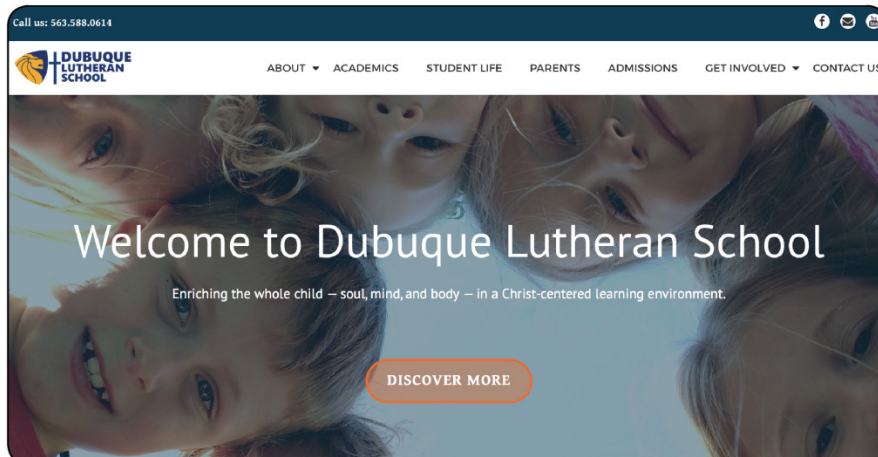 Call us: 563.588.0614
DUBUQUE
LUTHERAN
SCHOOL
ABOUT ACADEMICS STUDENT LIFE PARENTS ADMISSIONS GET INVOLVED CONTACT US
Welcome to Dubuque Lutheran School
Enriching the whole child — soul, mind, and body — in a Christ-centered learning environment.
DISCOVER MORE